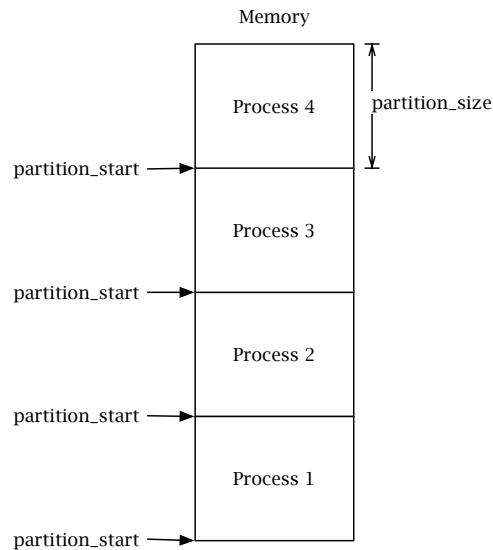 Memory
Process 4
partition_size
partition_start
Process 3
partition_start
Process 2
partition_start
Process 1
partition_start